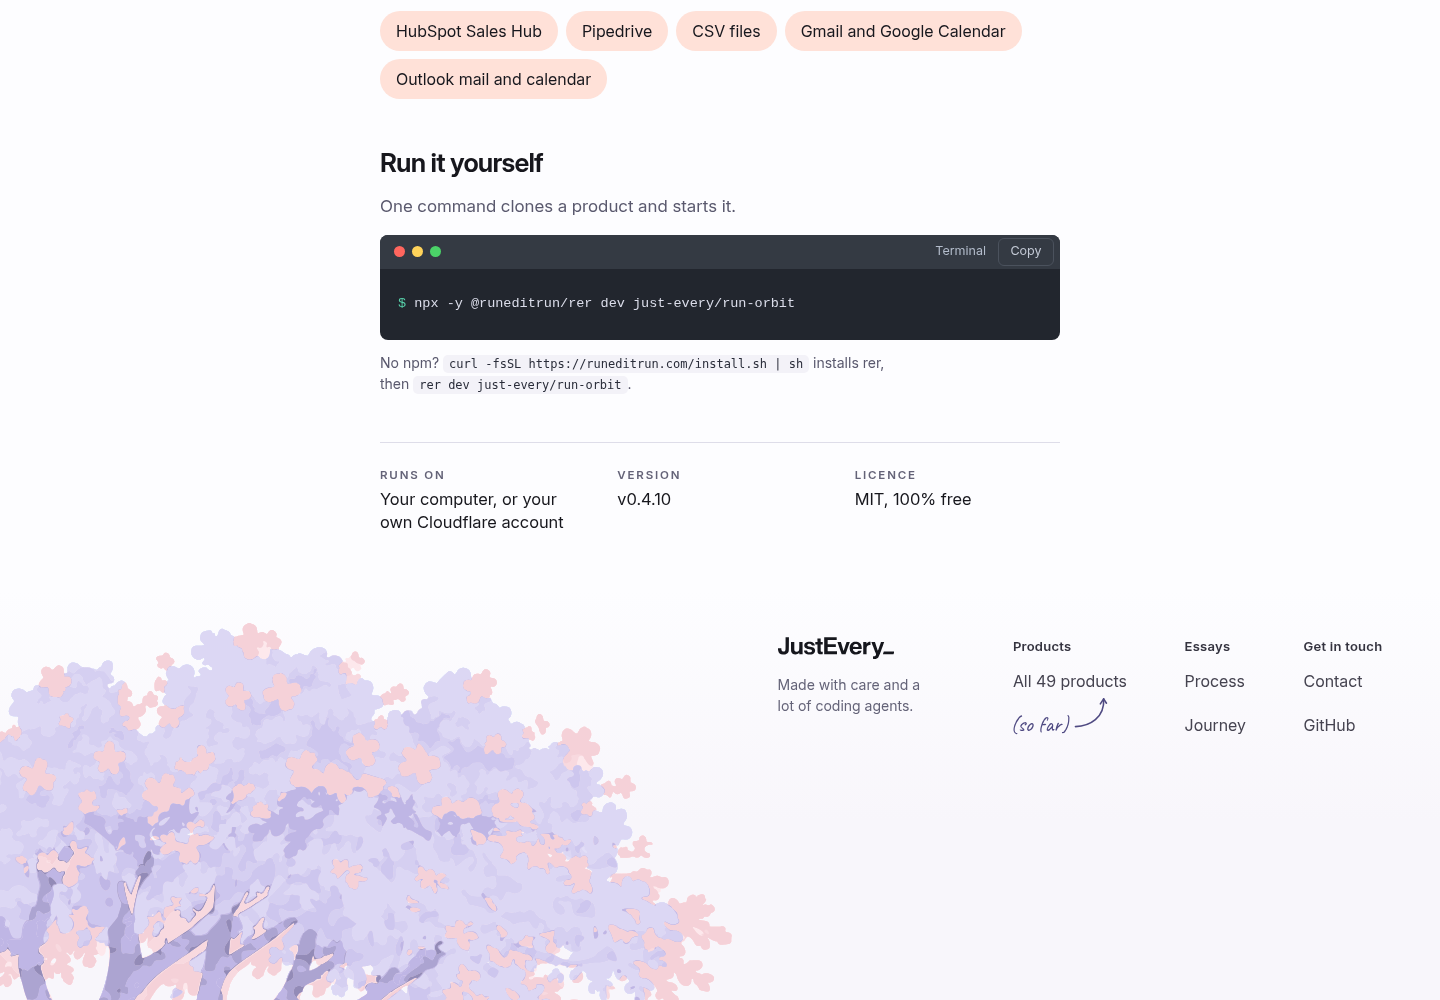 HubSpot Sales Hub
Pipedrive
CSV files
Gmail and Google Calendar
Outlook mail and calendar
Run it yourself
One command clones a product and starts it.
Terminal
Copy
$ npx -y @runeditrun/rer dev just-every/run-orbit
No npm? curl -fsSL https://runeditrun.com/install.sh | sh installs rer,
then rer dev just-every/run-orbit.
RUNS ON
Your computer, or your
own Cloudflare account
VERSION
v0.4.10
LICENCE
MIT, 100% free
JustEvery_
Made with care and a
lot of coding agents.
Products
All 49 products
(so far)
Essays
Process
Journey
Get in touch
Contact
GitHub